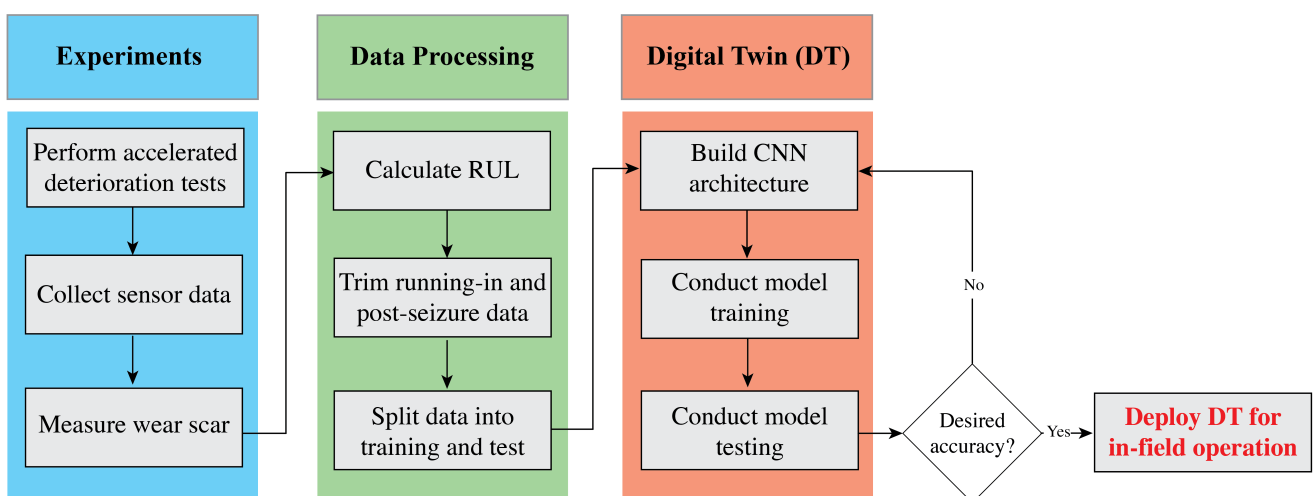 Experiments
Data Processing
Digital Twin (DT)
Perform accelerated
deterioration tests
Collect sensor data
Measure wear scar
Calculate RUL
Trim running-in and
post-seizure data
Split data into
training and test
Build CNN
architecture
Conduct model
training
Conduct model
testing
No
Desired
accuracy?
Yes
Deploy DT for
in-field operation